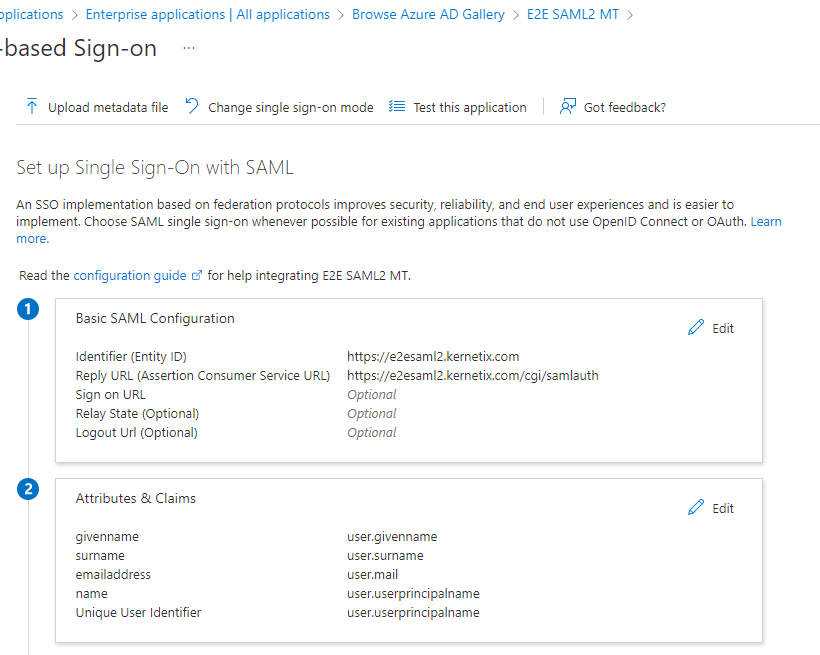 Enterprise applications | All applications > Browse Azure AD Gallery > E2E SAML2 MT >
-based Sign-on ...
Upload metadata file Change single sign-on mode Test this application Got feedback?
Set up Single Sign-On with SAML
An SSO implementation based on federation protocols improves security, reliability, and end user experiences and is easier to
implement. Choose SAML single sign-on whenever possible for existing applications that do not use OpenID Connect or OAuth. Learn
more.
Read the configuration guide for help integrating E2E SAML2 MT.
1
Basic SAML Configuration
Edit
Identifier (Entity ID) https://e2esaml2.kernetix.com
Reply URL (Assertion Consumer Service URL) https://e2esaml2.kernetix.com/cgi/samlauth
Sign on URL Optional
Relay State (Optional) Optional
Logout Url (Optional) Optional
2
Attributes & Claims
Edit
givenname user.givenname
surname user.surname
emailaddress user.mail
name user.userprincipalname
Unique User Identifier user.userprincipalname